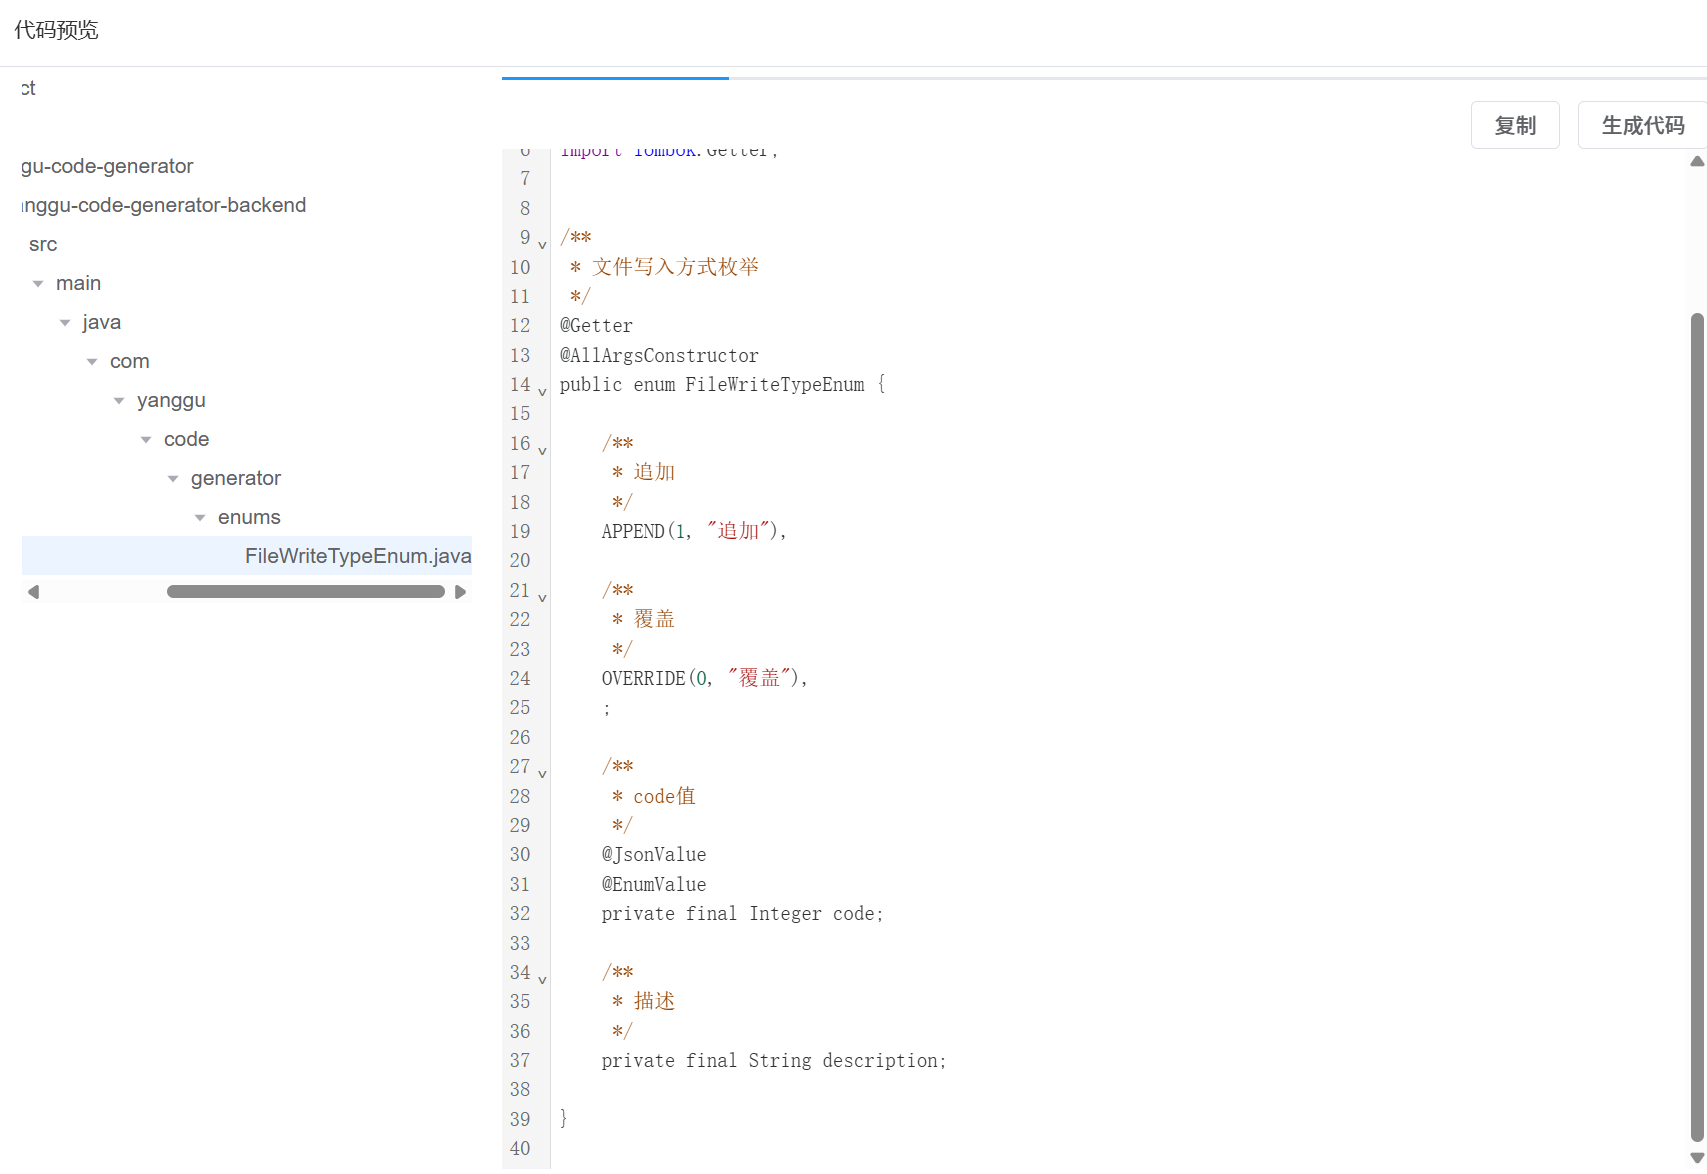 代码预览
ct
gu-code-generator
nggu-code-generator-backend
src
main
java
com
yanggu
code
generator
enums
FileWriteTypeEnum.java
复制
生成代码
6 import lombok.Getter;
7
8
9 /**
10 * 文件写入方式枚举
11 */
12 @Getter
13 @AllArgsConstructor
14 public enum FileWriteTypeEnum {
15
16 /**
17 * 追加
18 */
19 APPEND(1, "追加"),
20
21 /**
22 * 覆盖
23 */
24 OVERRIDE(0, "覆盖"),
25 ;
26
27 /**
28 * code值
29 */
30 @JsonValue
31 @EnumValue
32 private final Integer code;
33
34 /**
35 * 描述
36 */
37 private final String description;
38
39 }
40